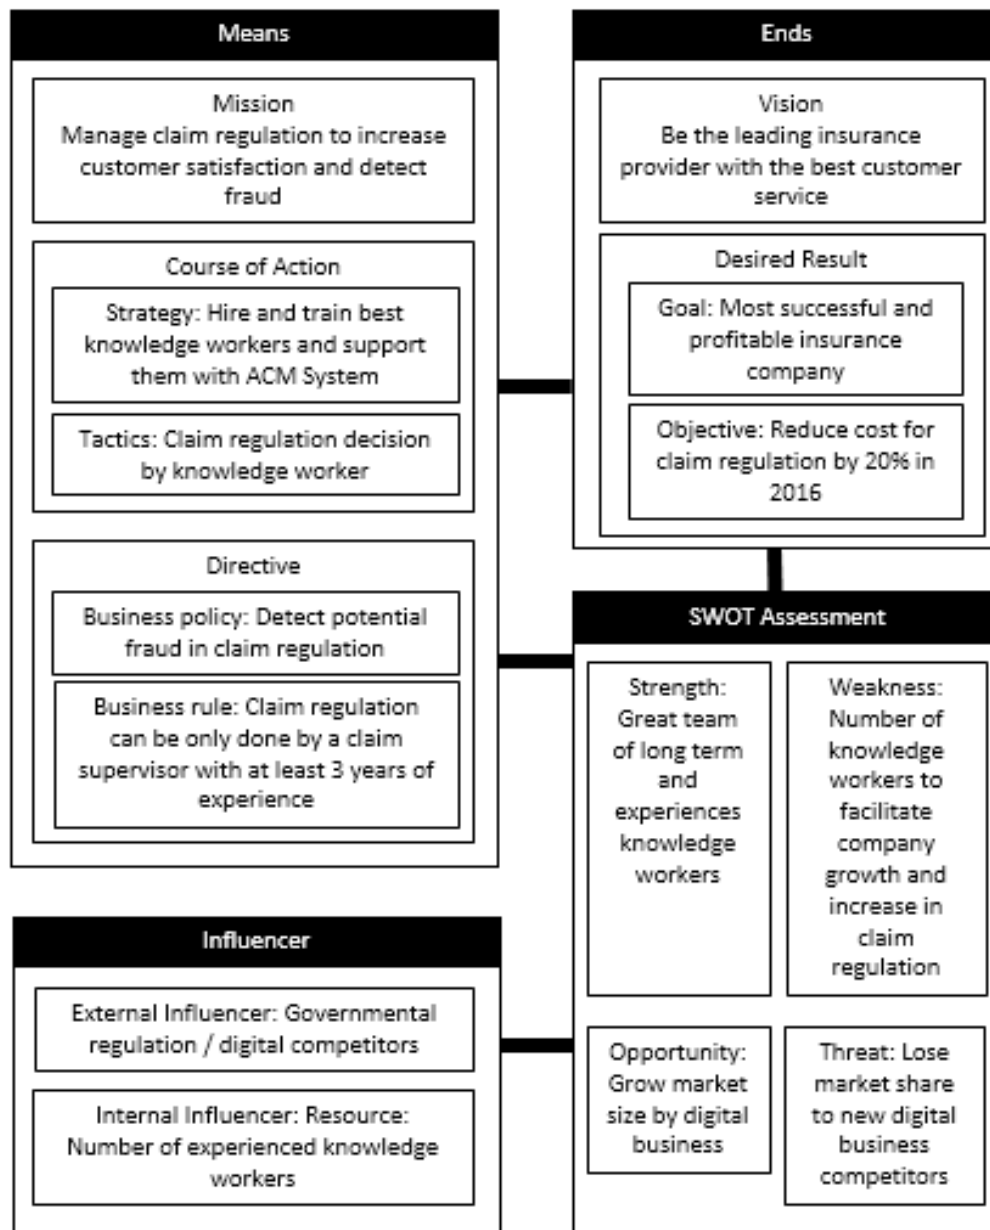 Means
Mission
Manage claim regulation to increase
customer satisfaction and detect
fraud
Course of Action
Strategy: Hire and train best
knowledge workers and support
them with ACM System
Tactics: Claim regulation decision
by knowledge worker
Directive
Business policy: Detect potential
fraud in claim regulation
Business rule: Claim regulation
can be only done by a claim
supervisor with at least 3 years of
experience
Ends
Vision
Be the leading insurance
provider with the best customer
service
Desired Result
Goal: Most successful and
profitable insurance
company
Objective: Reduce cost for
claim regulation by 20% in
2016
Influencer
External Influencer: Governmental
regulation / digital competitors
Internal Influencer: Resource:
Number of experienced knowledge
workers
SWOT Assessment
Strength:
Great team
of long term
and
experiences
knowledge
workers
Weakness:
Number of
knowledge
workers to
facilitate
company
growth and
increase in
claim
regulation
Opportunity:
Grow market
size by digital
business
Threat: Lose
market share
to new digital
business
competitors